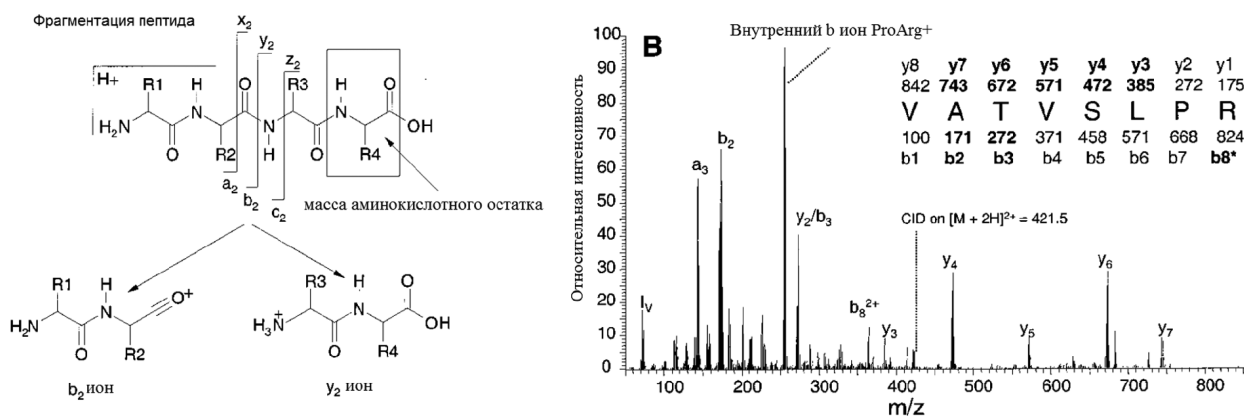 Фрагментация пептида
x₂
y₂
z₂
H+
R1
H
N
O
R3
H
N
O
H₂N
O
R2
N
H
O
R4
OH
a₂
b₂
c₂
масса аминокислотного остатка
R1
H
N
O⁺
H₂N
O
R2
b₂ ион
R3
H
N
O
H₃N⁺
O
R4
OH
y₂ ион
B
Внутренний b ион ProArg+
y8 y7 y6 y5 y4 y3 y2 y1
842 743 672 571 472 385 272 175
V A T V S L P R
100 171 272 371 458 571 668 824
b1 b2 b3 b4 b5 b6 b7 b8*
CID on [M + 2H]²⁺ = 421.5
Относительная интенсивность
100
90
80
70
60
50
40
30
20
10
0
I_V
a₃
b₂
y₂/b₃
b₈²⁺
y₃
y₄
y₅
y₆
y₇
100 200 300 400 500 600 700 800
m/z